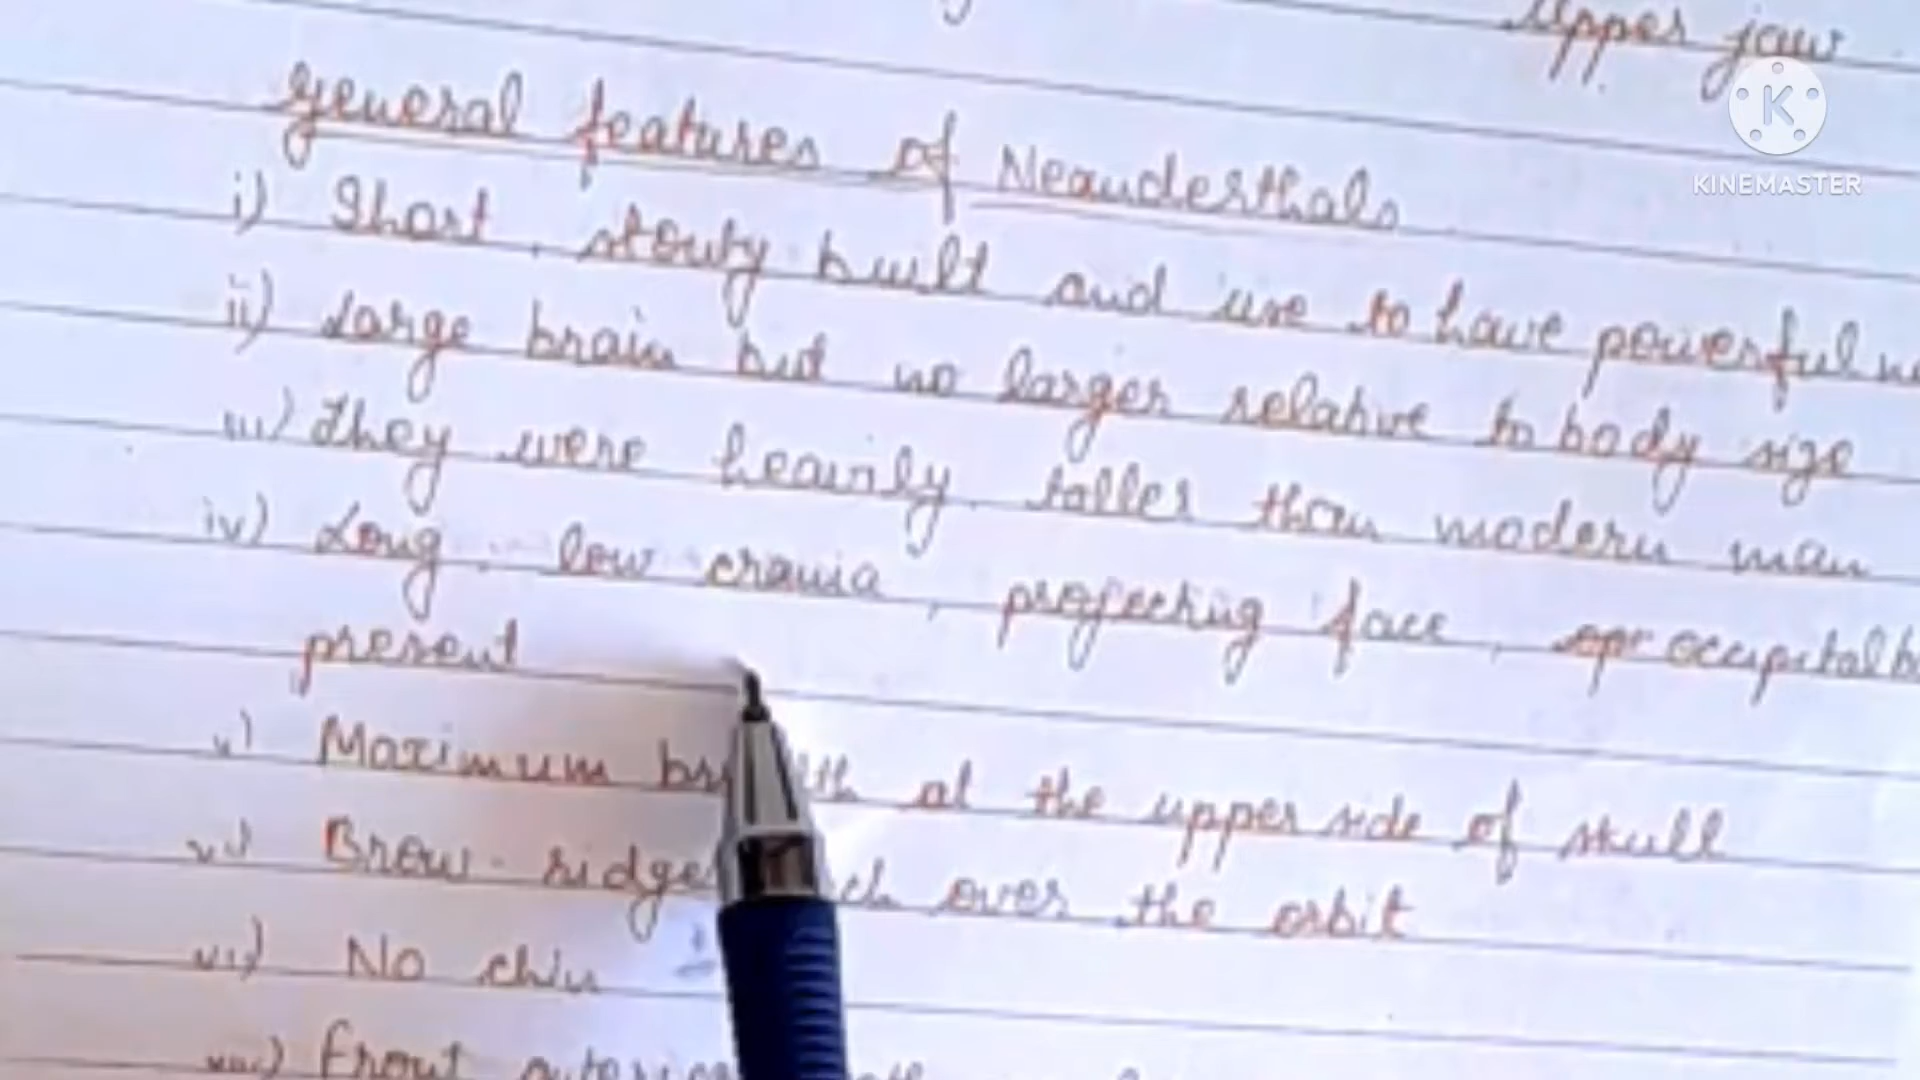 Upper jaw
KINEMASTER
general features of Neanderthals
i) Short, stouty built and use to have powerful
ii) Large brain but no larger relative to body size
iii) They were heavily taller than modern man
iv) Long, low crania, projecting face, occipital
present
v) Maximum at the upper side of skull
vi) Brow-ridge over the orbit
vii) No chin
viii) Front